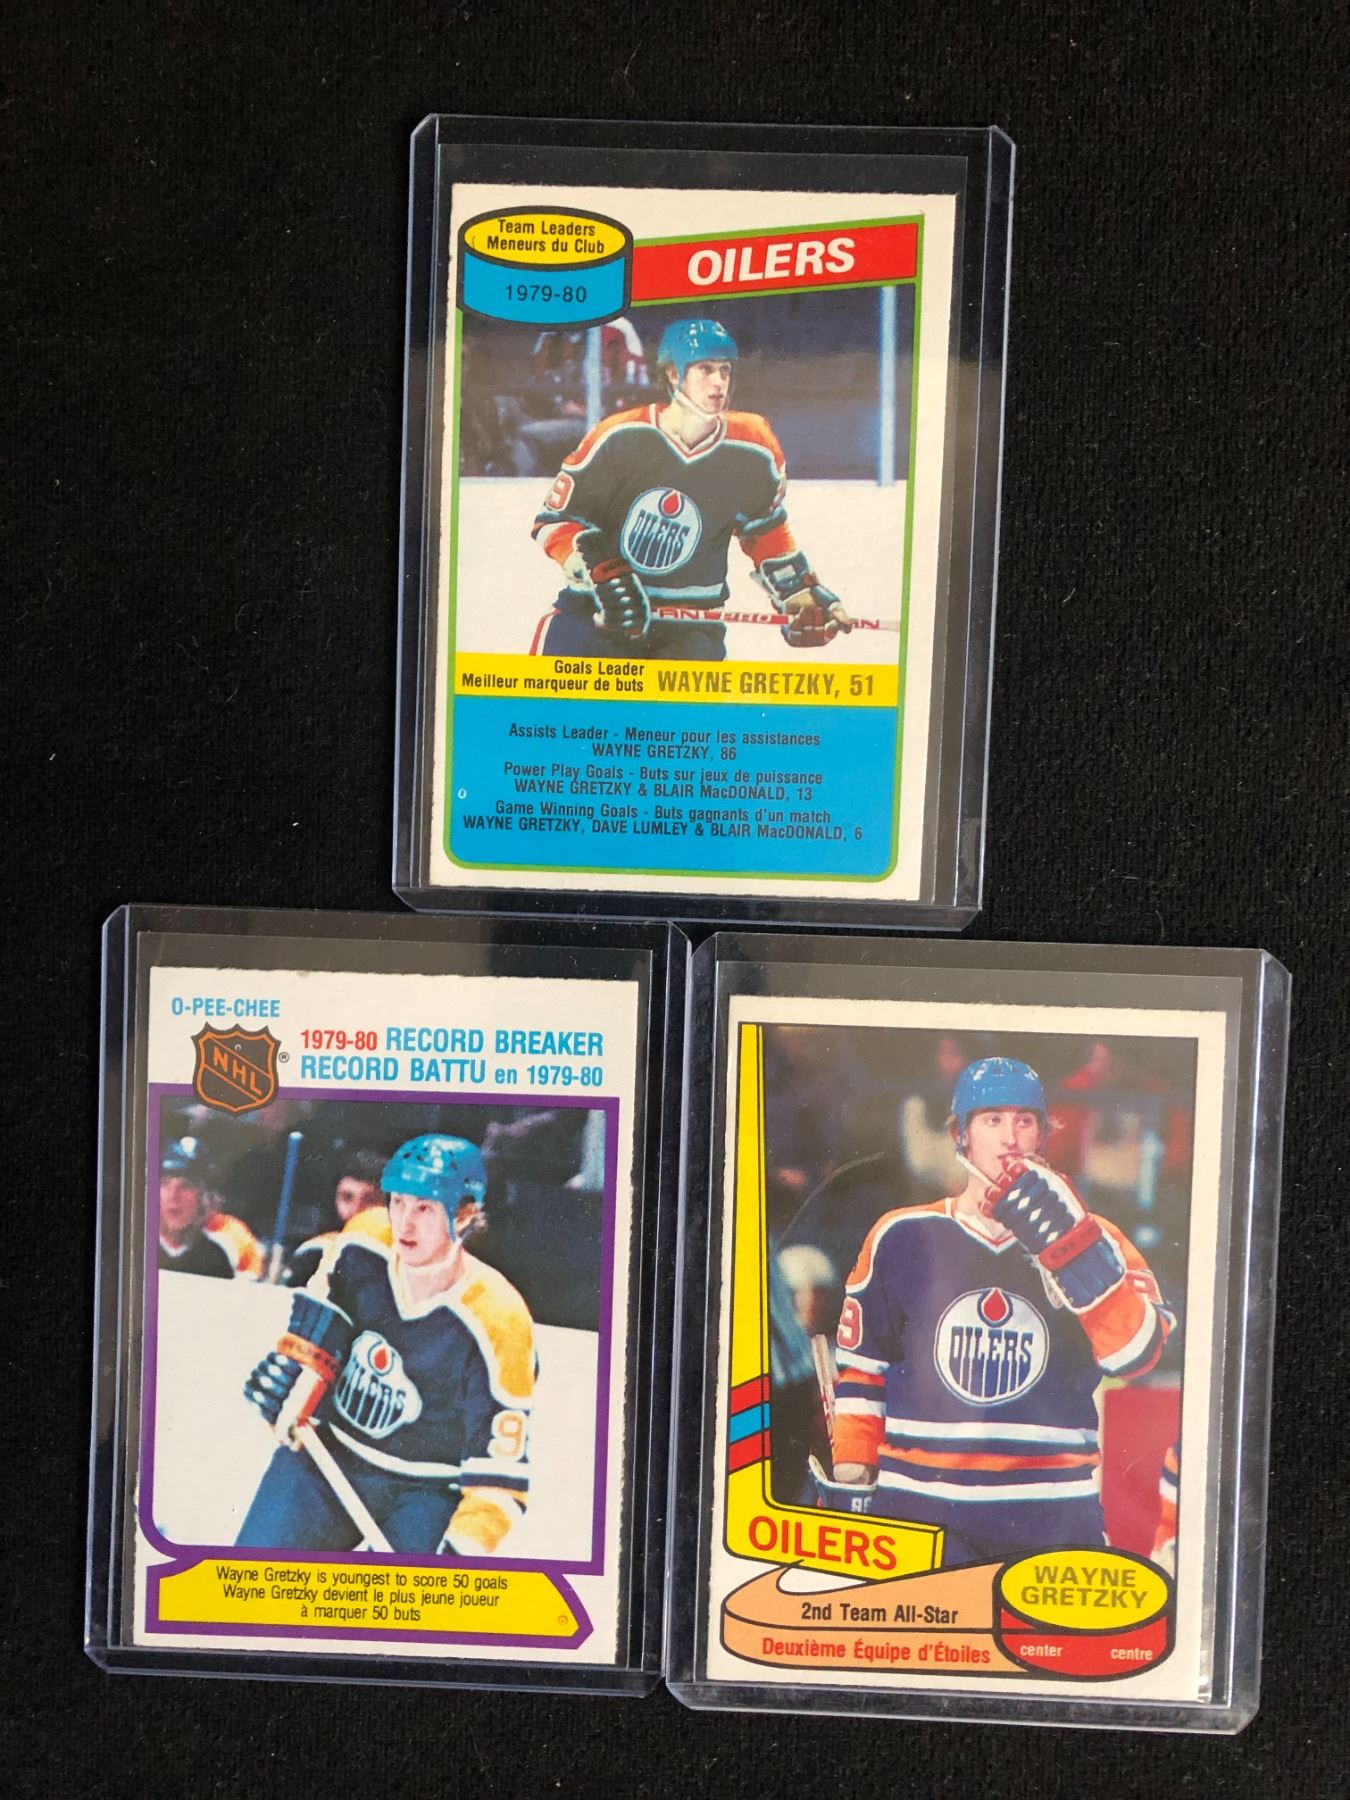 Team Leaders
Meneurs du Club
1979-80
OILERS
9
OILERS
PRO
Goals Leader
Meilleur marqueur de buts
WAYNE GRETZKY, 51
Assists Leader - Meneur pour les assistances
WAYNE GRETZKY, 86
Power Play Goals - Buts sur jeux de puissance
WAYNE GRETZKY & BLAIR MacDONALD, 13
Game Winning Goals - Buts gagnants d'un match
WAYNE GRETZKY, DAVE LUMLEY & BLAIR MacDONALD, 6
O-PEE-CHEE
NHL®
1979-80 RECORD BREAKER
RECORD BATTU en 1979-80
OILERS
9
Wayne Gretzky is youngest to score 50 goals
Wayne Gretzky devient le plus jeune joueur
à marquer 50 buts
9
OILERS
OILERS
WAYNE
GRETZKY
2nd Team All-Star
Deuxième Équipe d'Étoiles
center centre